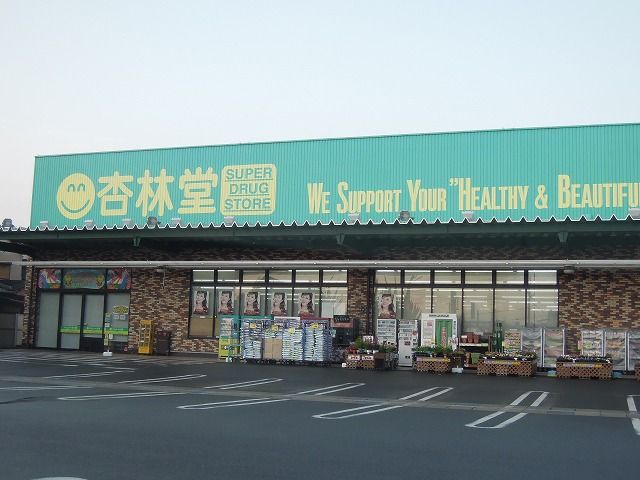 杏林堂
SUPER
DRUG
STORE
WE SUPPORT YOUR "HEALTHY & BEAUTIFU